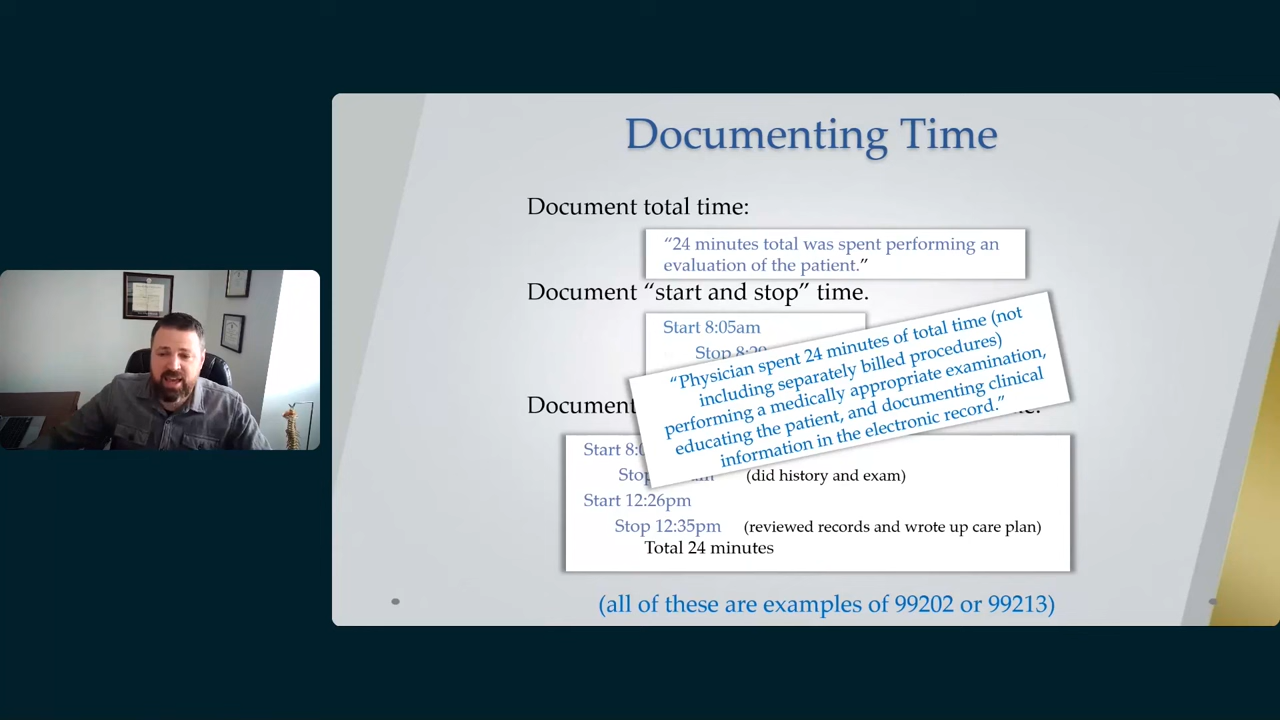 Documenting Time
Document total time:
“24 minutes total was spent performing an
evaluation of the patient.”
Document “start and stop” time.
Start 8:05am
Stop
“Physician spent 24 minutes of total time (not
including separately billed procedures)
performing a medically appropriate examination,
educating the patient, and documenting clinical
information in the electronic record.”
Document
Start
Stop (did history and exam)
Start 12:26pm
Stop 12:35pm (reviewed records and wrote up care plan)
Total 24 minutes
(all of these are examples of 99202 or 99213)